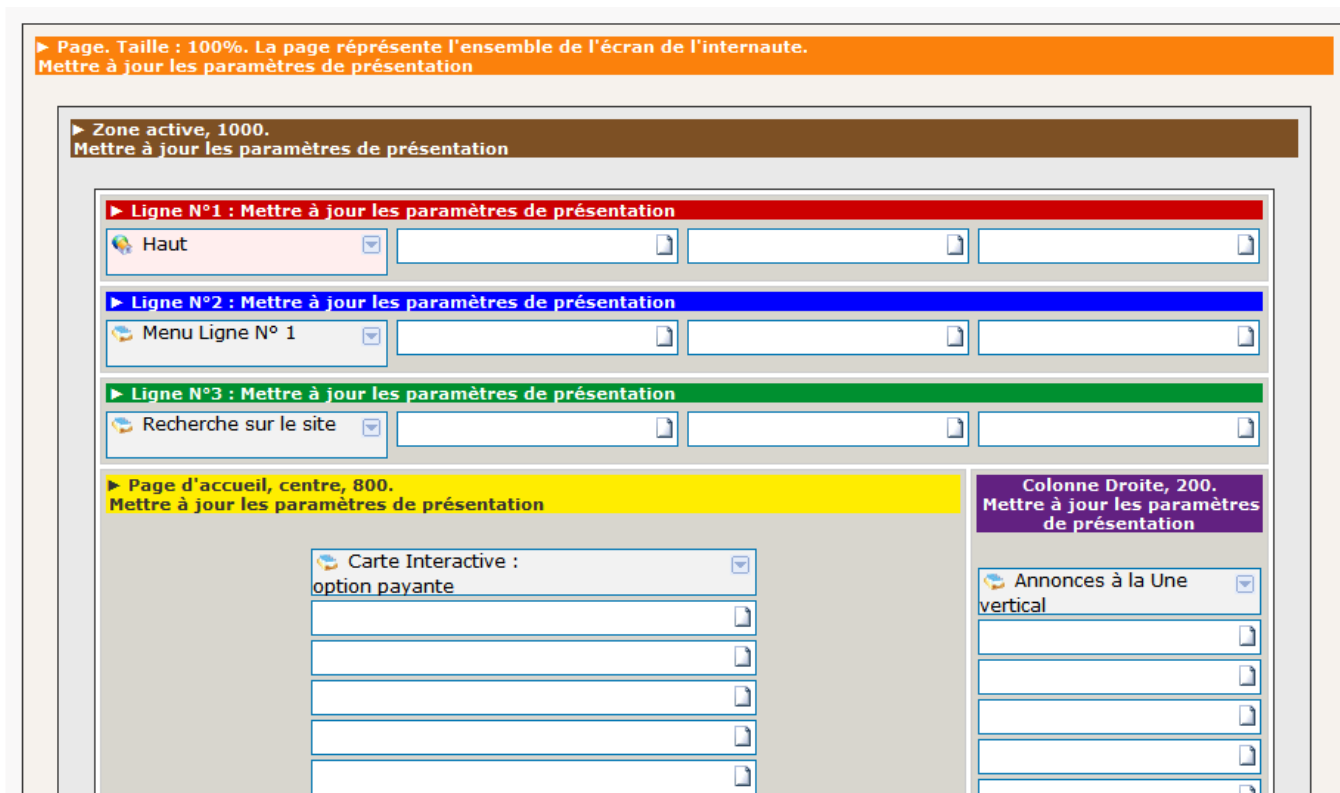 ► Page. Taille : 100%. La page réprésente l'ensemble de l'écran de l'internaute.
Mettre à jour les paramètres de présentation
► Zone active, 1000.
Mettre à jour les paramètres de présentation
► Ligne N°1 : Mettre à jour les paramètres de présentation
Haut
► Ligne N°2 : Mettre à jour les paramètres de présentation
Menu Ligne N° 1
► Ligne N°3 : Mettre à jour les paramètres de présentation
Recherche sur le site
► Page d'accueil, centre, 800.
Mettre à jour les paramètres de présentation
Carte Interactive :
option payante
Colonne Droite, 200.
Mettre à jour les paramètres
de présentation
Annonces à la Une
vertical